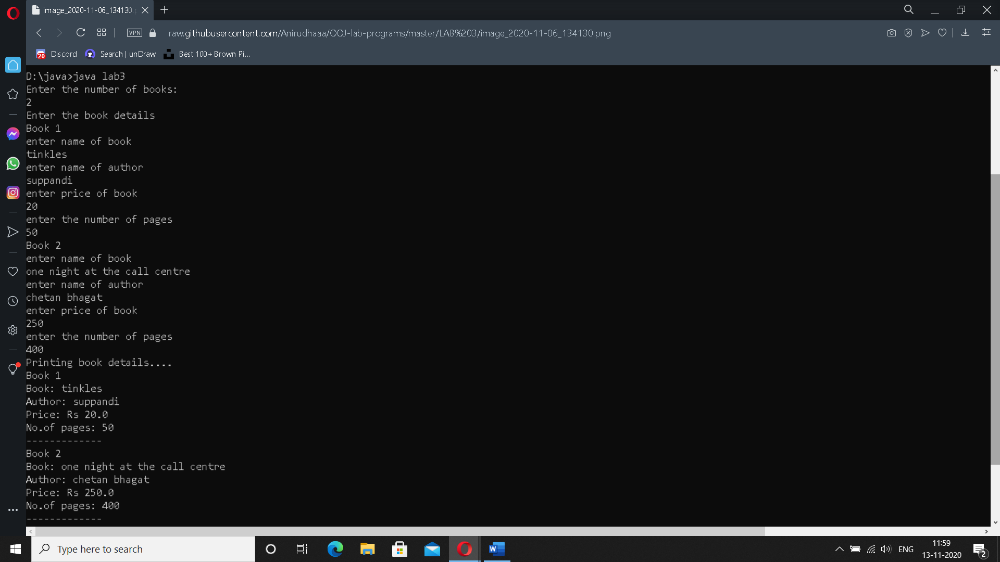 image_2020-11-06_134130.p
VPN
raw.githubusercontent.com/Anirudhaaa/OOJ-lab-programs/master/LAB%203/image_2020-11-06_134130.png
20
Discord
Search | unDraw
Best 100+ Brown Pi...
D:\java>java lab3
Enter the number of books:
2
Enter the book details
Book 1
enter name of book
tinkles
enter name of author
suppandi
enter price of book
20
enter the number of pages
50
Book 2
enter name of book
one night at the call centre
enter name of author
chetan bhagat
enter price of book
250
enter the number of pages
400
Printing book details....
Book 1
Book: tinkles
Author: suppandi
Price: Rs 20.0
No.of pages: 50
-------------
Book 2
Book: one night at the call centre
Author: chetan bhagat
Price: Rs 250.0
No.of pages: 400
-------------
Type here to search
W
ENG
11:59
13-11-2020
2